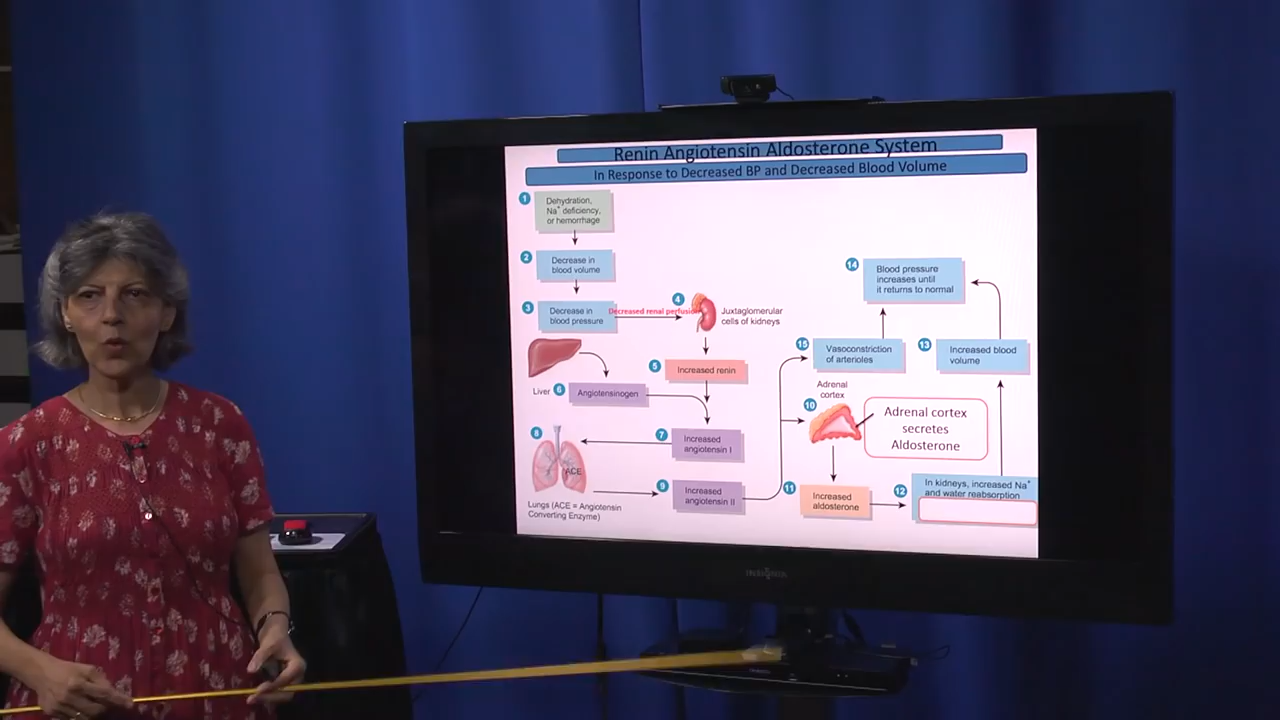 Renin Angiotensin Aldosterone System
In Response to Decreased BP and Decreased Blood Volume
1
Dehydration,
Na+ deficiency,
or hemorrhage
2
Decrease in
blood volume
3
Decrease in
blood pressure
Decreased renal perfusion
4
Juxtaglomerular
cells of kidneys
5
Increased renin
Liver
6
Angiotensinogen
7
Increased
angiotensin I
8
ACE
Lungs (ACE = Angiotensin
Converting Enzyme)
9
Increased
angiotensin II
10
Adrenal
cortex
Adrenal cortex
secretes
Aldosterone
11
Increased
aldosterone
12
In kidneys, increased Na+
and water reabsorption
13
Increased blood
volume
14
Blood pressure
increases until
it returns to normal
15
Vasoconstriction
of arterioles
INSIGNIA